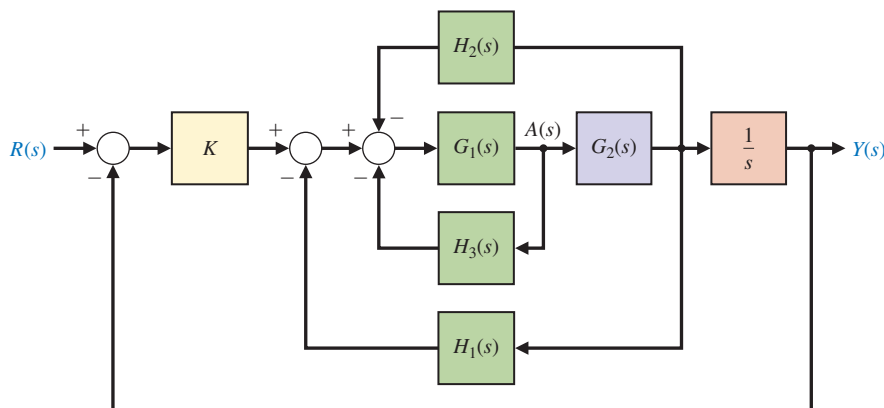 H₂(s)
−
R(s) + − K + − + − G₁(s) A(s) G₂(s) 1/s Y(s)
H₃(s)
H₁(s)